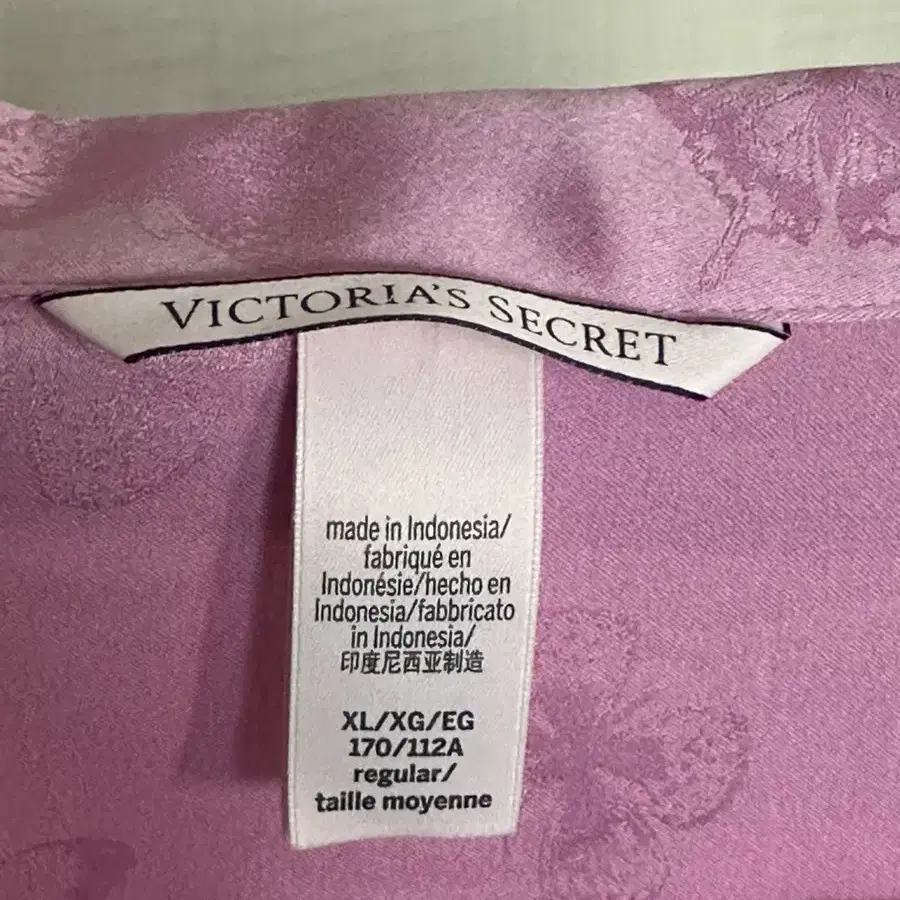 VICTORIA'S SECRET
made in Indonesia/
fabriqué en
Indonésie/hecho en
Indonesia/fabbricato
in Indonesia/
印度尼西亚制造
XL/XG/EG
170/112A
regular/
taille moyenne